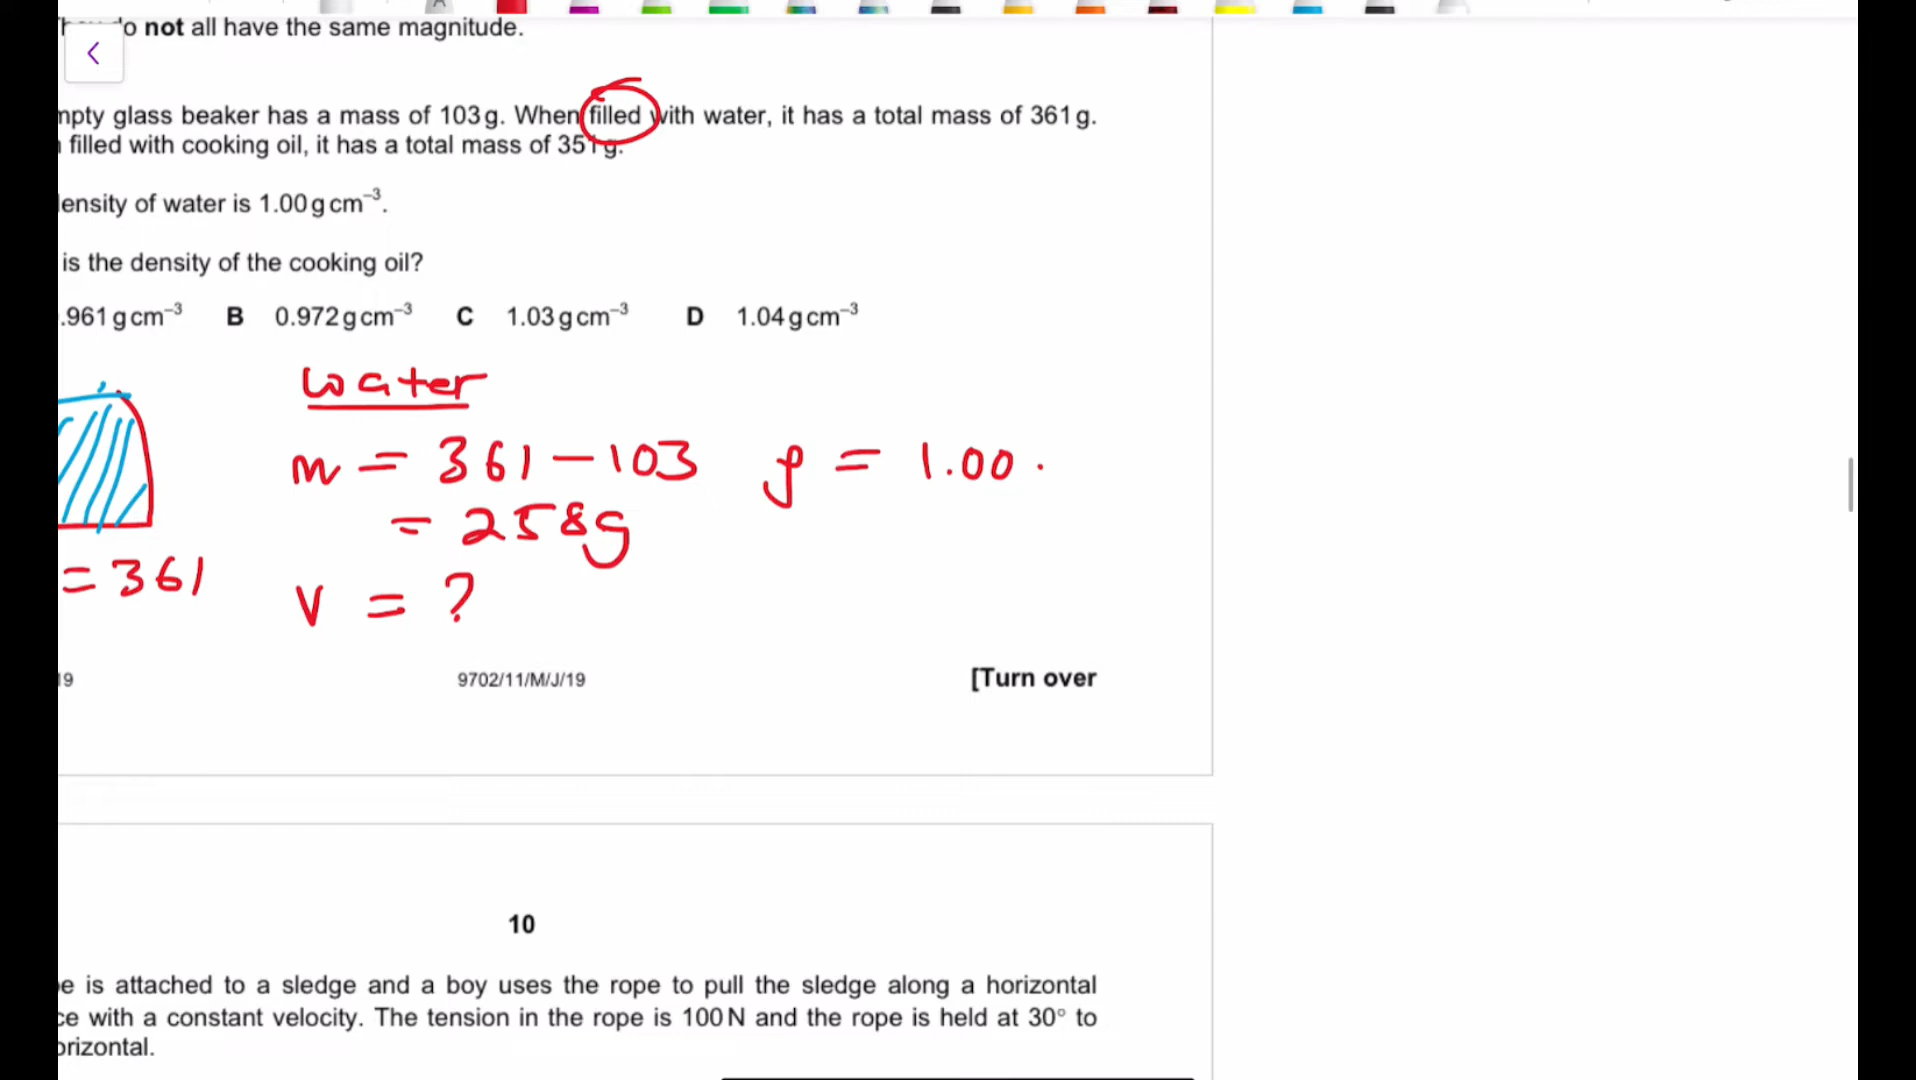 not all have the same magnitude.
glass beaker has a mass of 103 g. When filled with water, it has a total mass of 361 g.
filled with cooking oil, it has a total mass of 351 g.
density of water is 1.00 g cm⁻³.
is the density of the cooking oil?
.961 g cm⁻³ B 0.972 g cm⁻³ C 1.03 g cm⁻³ D 1.04 g cm⁻³
water
m = 361 – 103 ρ = 1.00 .
= 258g
= 361
V = ?
19 9702/11/M/J/19 [Turn over
10
is attached to a sledge and a boy uses the rope to pull the sledge along a horizontal
with a constant velocity. The tension in the rope is 100 N and the rope is held at 30° to